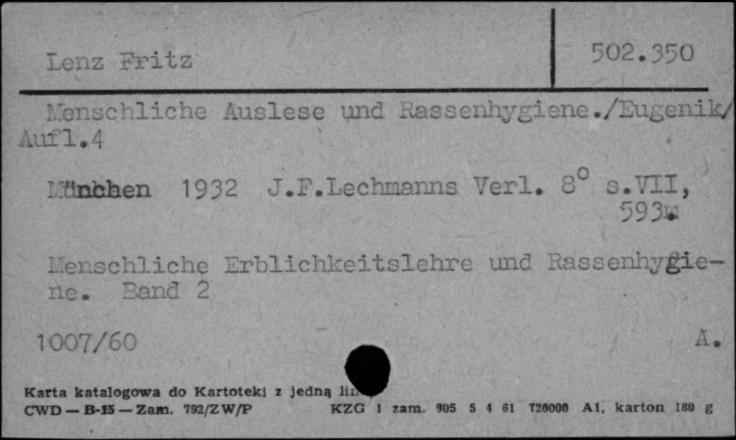 Lenz Fritz 502.350
Menschliche Auslese und Rassenhygiene./Eugenik/
Aufl.4
München 1932 J.F.Lechmanns Verl. 8° s.VII,
593.
Menschliche Erblichkeitslehre und Rassenhygie-
ne. Band 2
1007/60 A.
Karta katalogowa do Kartoteki z jedną
CWD — B-15 — Zam. 792/ZW/P KZG 1 zam. 905 5 4 61 T20000 A1, karton 180 g